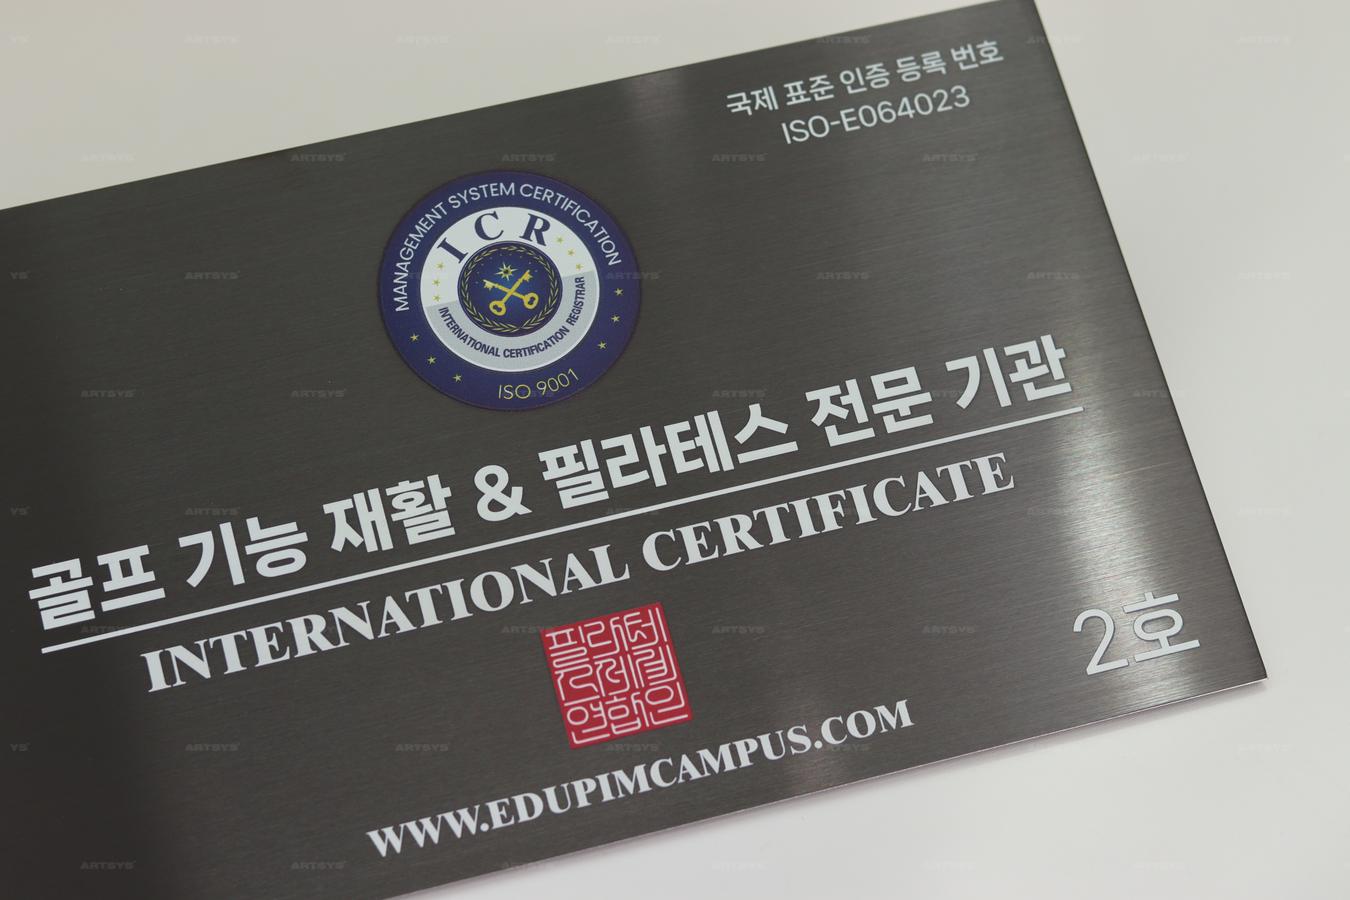 국제 표준 인증 등록 번호
ISO-E064023
MANAGEMENT SYSTEM CERTIFICATION
ICR
INTERNATIONAL CERTIFICATION REGISTRAR
ISO 9001
골프 기능 재활 & 필라테스 전문 기관
INTERNATIONAL CERTIFICATE
2호
WWW.EDUPIMCAMPUS.COM
ARTSYS